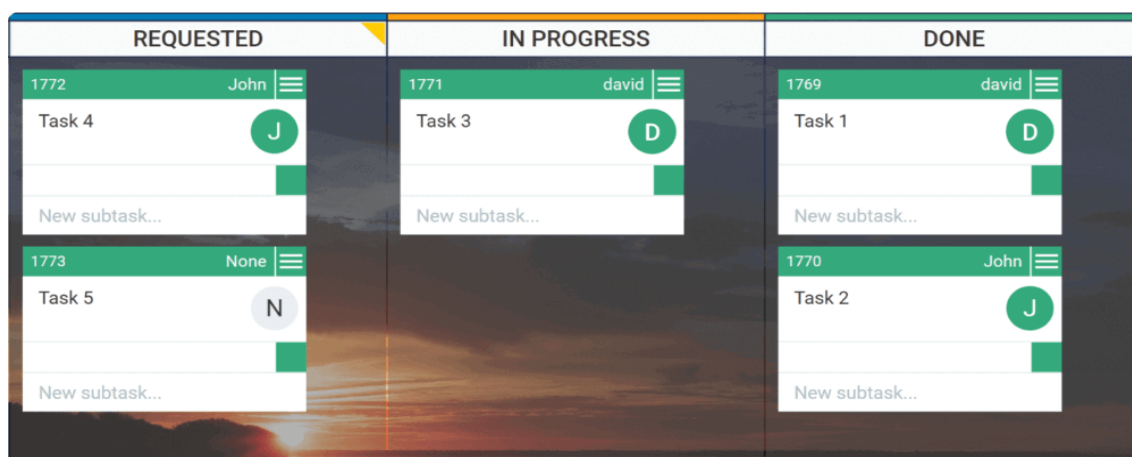 REQUESTED
1772 John
Task 4
J
New subtask...
1773 None
Task 5
N
New subtask...
IN PROGRESS
1771 david
Task 3
D
New subtask...
DONE
1769 david
Task 1
D
New subtask...
1770 John
Task 2
J
New subtask...